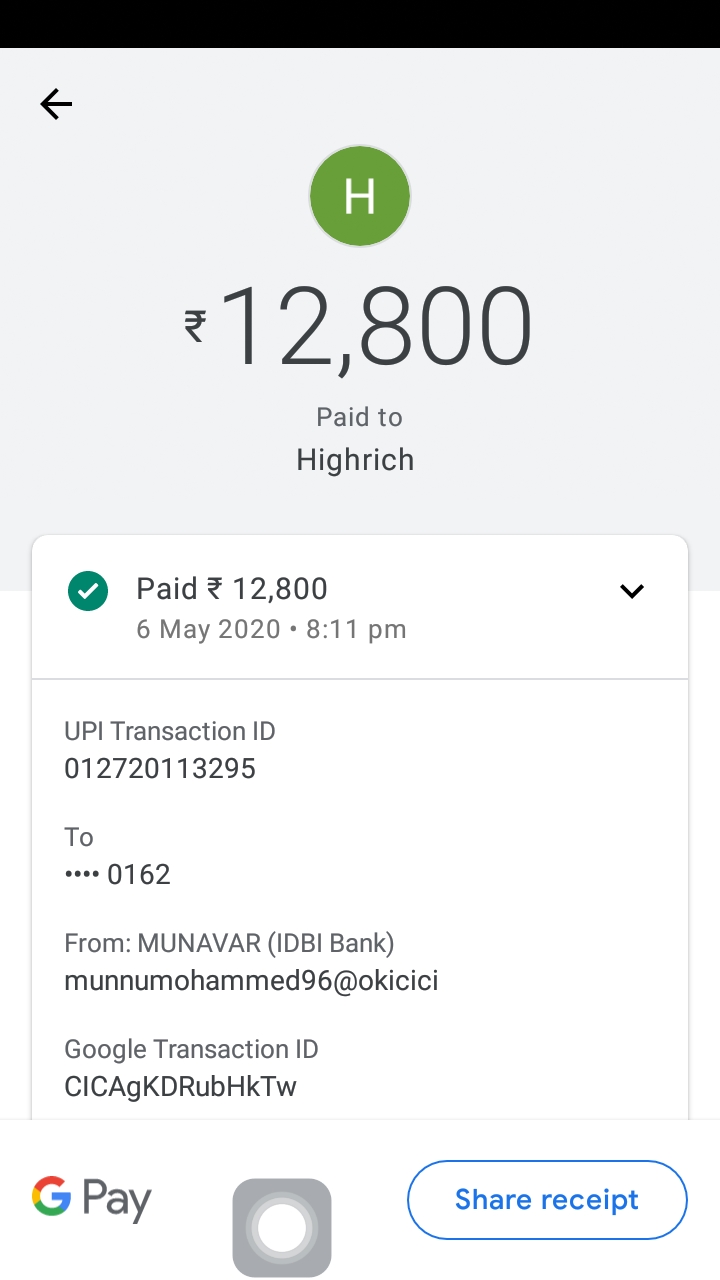 H
₹12,800
Paid to
Highrich
Paid ₹ 12,800
6 May 2020 • 8:11 pm
UPI Transaction ID
012720113295
To
•••• 0162
From: MUNAVAR (IDBI Bank)
munnumohammed96@okicici
Google Transaction ID
CICAgKDRubHkTw
G Pay
Share receipt